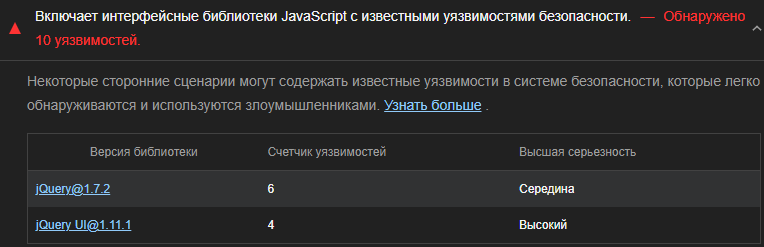 Включает интерфейсные библиотеки JavaScript с известными уязвимостями безопасности. — Обнаружено
10 уязвимостей.
Некоторые сторонние сценарии могут содержать известные уязвимости в системе безопасности, которые легко
обнаруживаются и используются злоумышленниками. Узнать больше .
Версия библиотеки Счетчик уязвимостей Высшая серьезность
jQuery@1.7.2 6 Середина
jQuery UI@1.11.1 4 Высокий